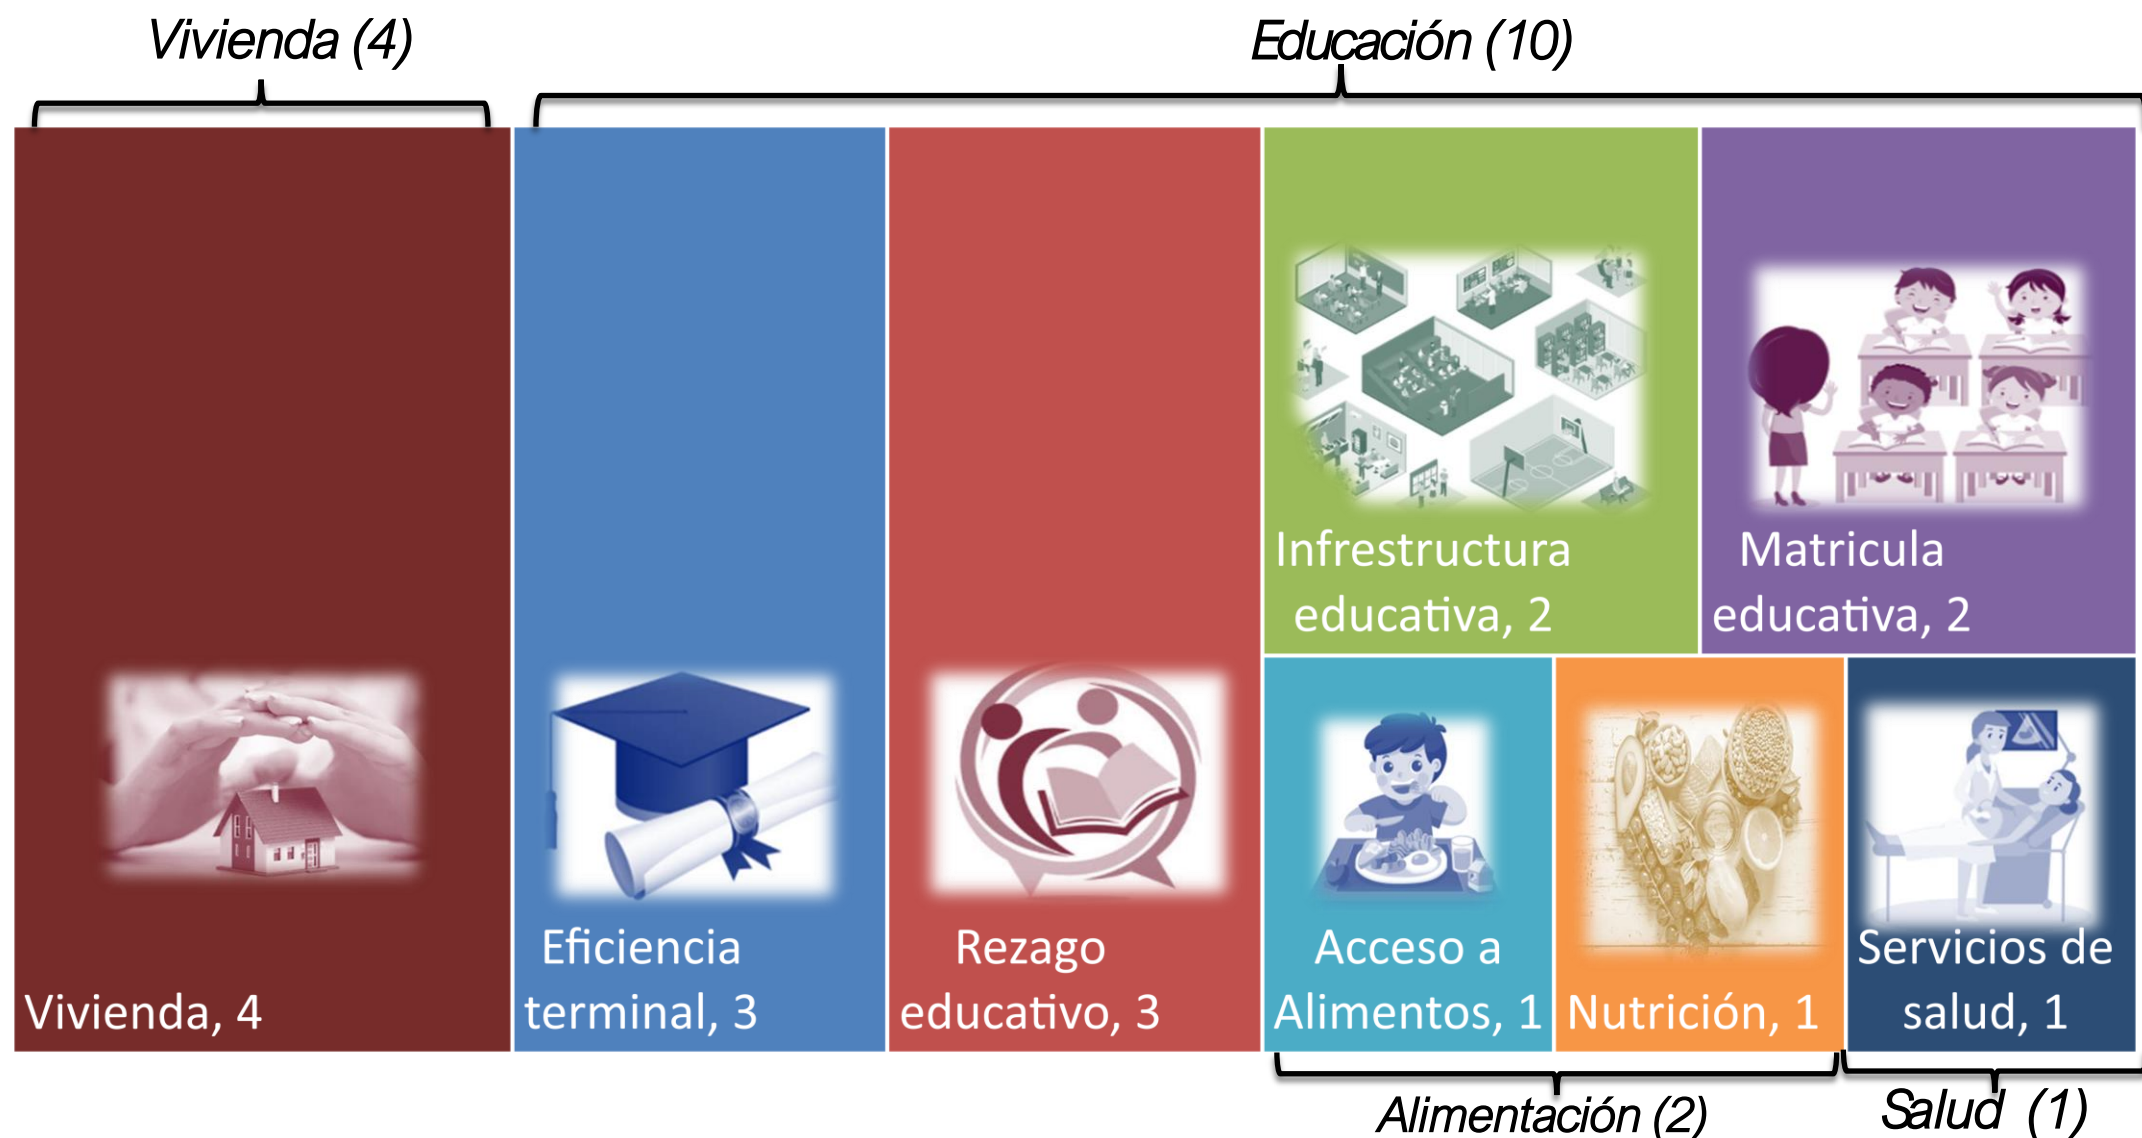 Vivienda (4)
Educación (10)
Infrestructura
educativa, 2
Matricula
educativa, 2
Vivienda, 4
Eficiencia
terminal, 3
Rezago
educativo, 3
Acceso a
Alimentos, 1
Nutrición, 1
Servicios de
salud, 1
Alimentación (2)
Salud (1)